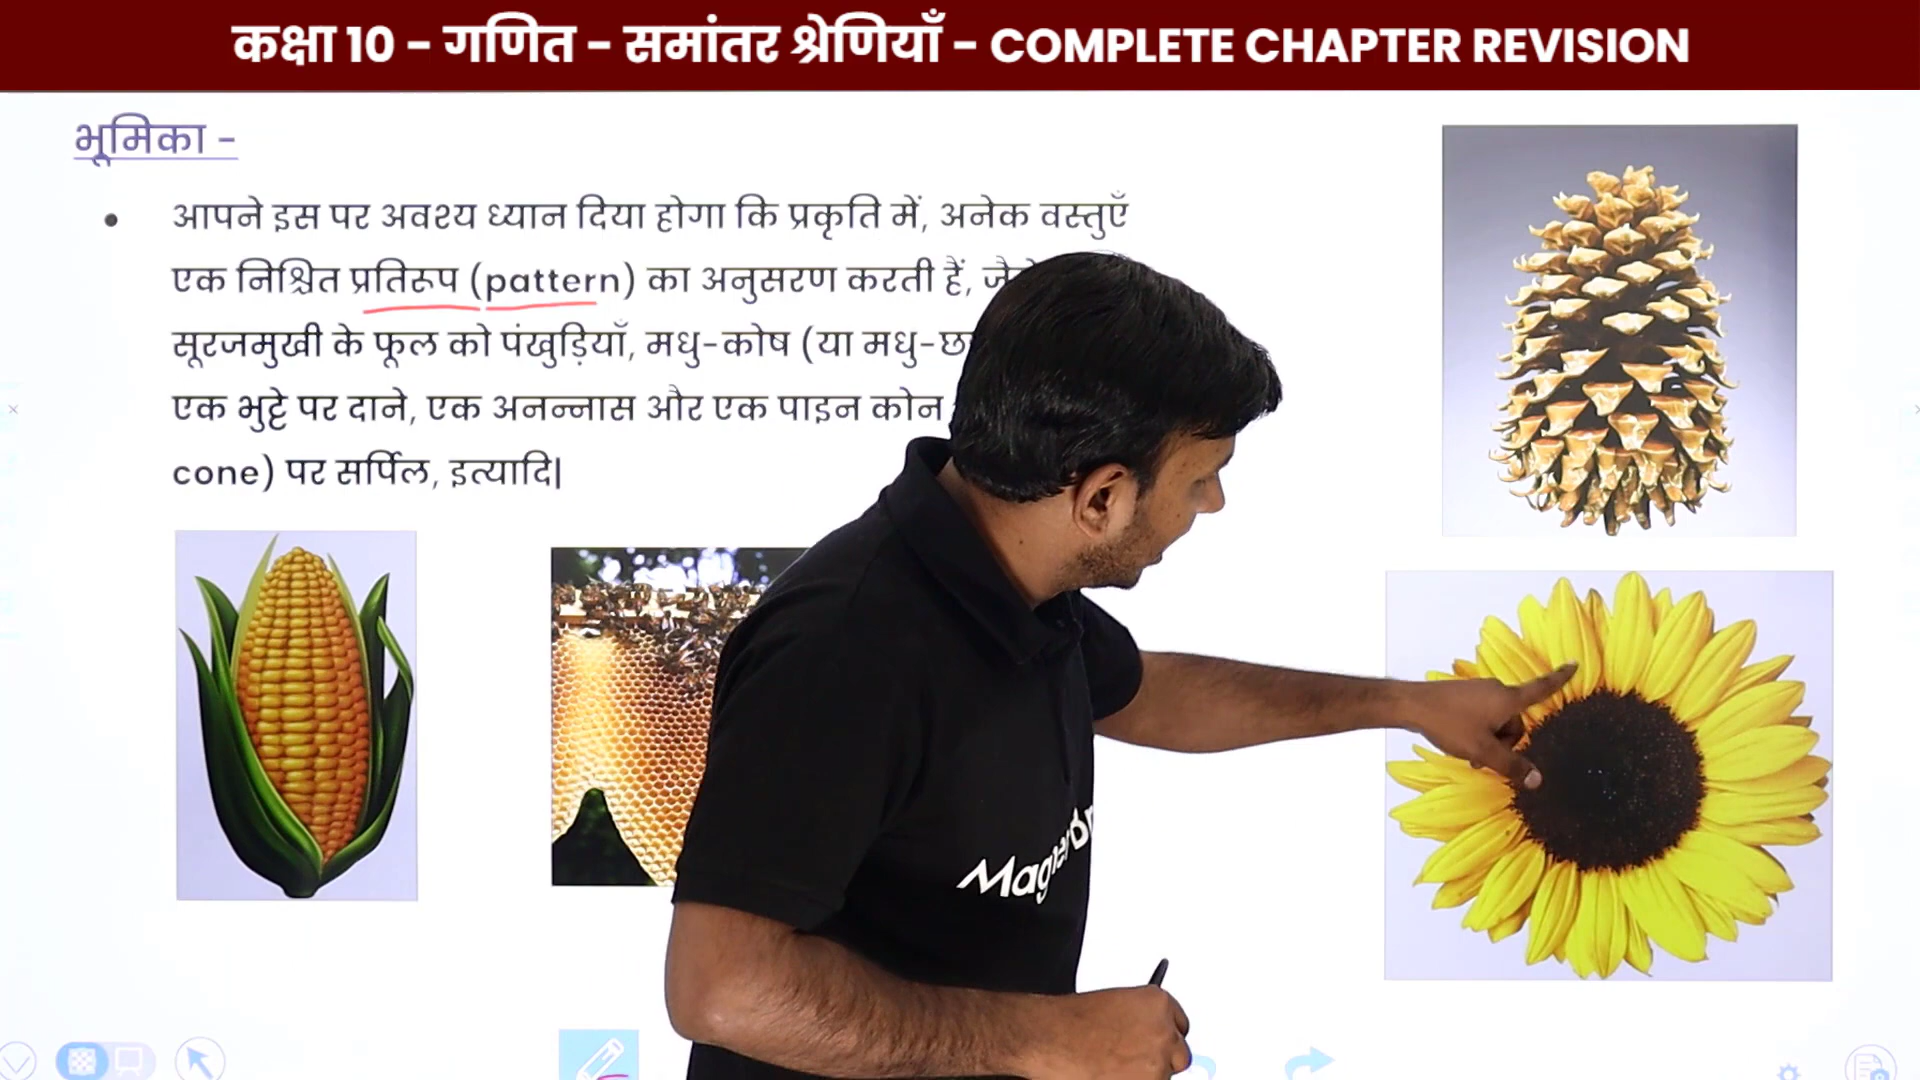 कक्षा 10 - गणित - समांतर श्रेणियाँ - COMPLETE CHAPTER REVISION
भूमिका -
• आपने इस पर अवश्य ध्यान दिया होगा कि प्रकृति में, अनेक वस्तुएँ
एक निश्चित प्रतिरूप (pattern) का अनुसरण करती हैं,
सूरजमुखी के फूल को पंखुड़ियाँ, मधु-कोष (या
एक भुट्टे पर दाने, एक अनन्नास और एक पाइन कोन
cone) पर सर्पिल, इत्यादि|